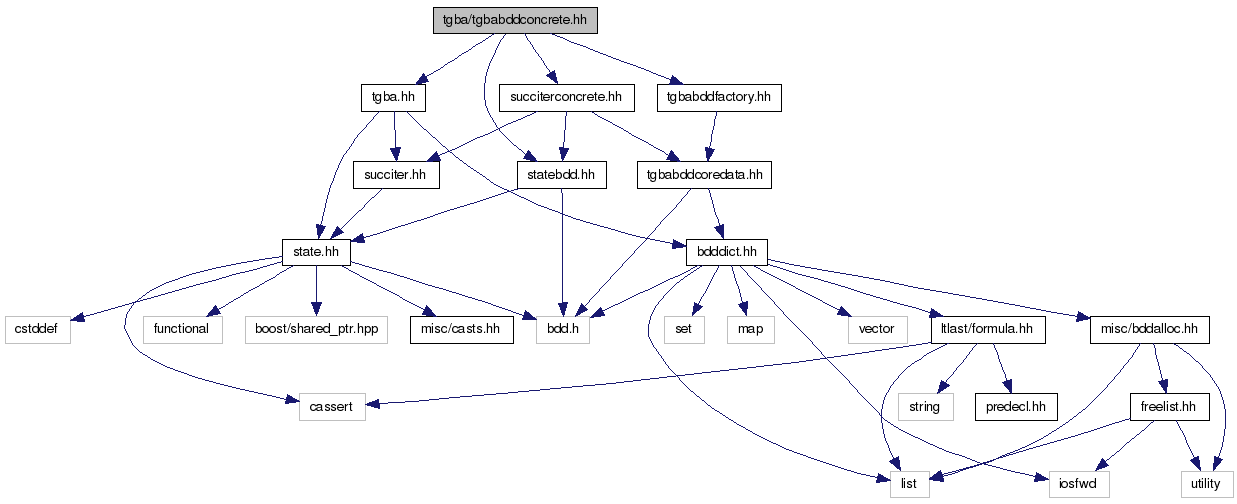 tgba/tgbabddconcrete.hh
tgba.hh
succiterconcrete.hh
tgbabddfactory.hh
succiter.hh
statebdd.hh
tgbabddcoredata.hh
state.hh
bdddict.hh
cstddef
functional
boost/shared_ptr.hpp
misc/casts.hh
bdd.h
set
map
vector
ltlast/formula.hh
misc/bddalloc.hh
cassert
string
predecl.hh
freelist.hh
list
iosfwd
utility